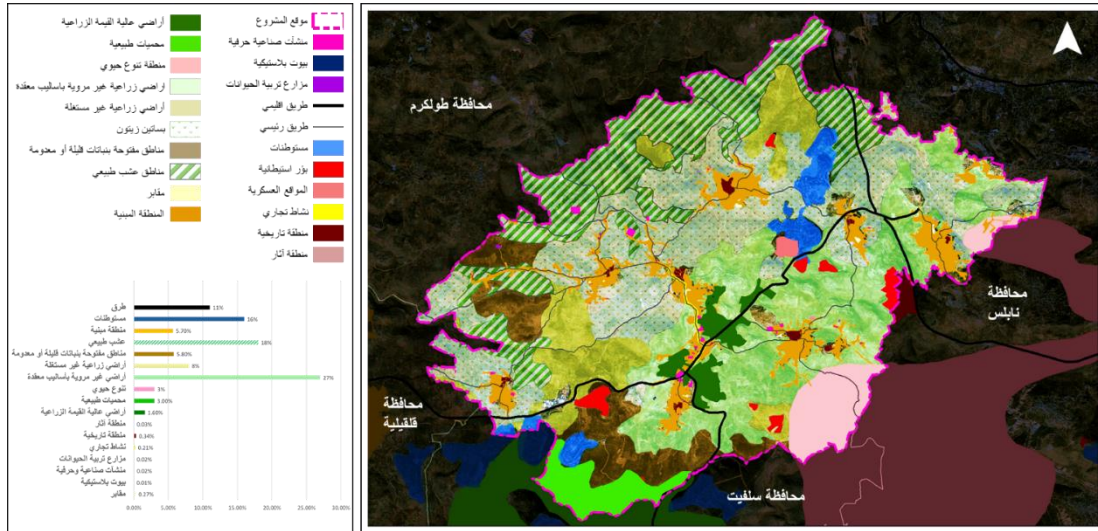 موقع المشروع
منشآت صناعية حرفية
بيوت بلاستيكية
مزارع تربية الحيوانات
طريق اقليمي
طريق رئيسي
مستوطنات
بؤر استيطانية
المواقع العسكرية
نشاط تجاري
منطقة تاريخية
منطقة آثار
أراضي عالية القيمة الزراعية
محميات طبيعية
منطقة تنوع حيوي
اراضي زراعية غير مروية باساليب معقدة
أراضي زراعية غير مستغلة
بساتين زيتون
مناطق مفتوحة بنباتات قليلة أو معدومة
مناطق عشب طبيعي
مقابر
المنطقة المبنية
طرق 11%
مستوطنات 16%
منطقة مبنية 5.70%
عشب طبيعي 18%
مناطق مفتوحة بنباتات قليلة أو معدومة 5.80%
أراضي زراعية غير مستغلة 8%
أراضي غير مروية بأساليب معقدة 27%
تنوع حيوي 3%
محميات طبيعية 3.00%
أراضي عالية القيمة الزراعية 1.60%
منطقة آثار 0.03%
منطقة تاريخية 0.34%
نشاط تجاري 0.21%
مزارع تربية الحيوانات 0.02%
منشآت صناعية وحرفية 0.02%
بيوت بلاستيكية 0.01%
مقابر 0.27%
0.00% 5.00% 10.00% 15.00% 20.00% 25.00% 30.00%
محافظة طولكرم
محافظة
نابلس
محافظة
قلقيلية
محافظة سلفيت